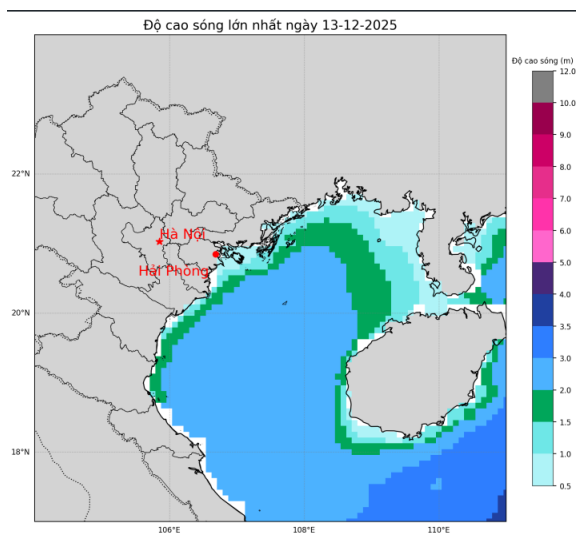 Độ cao sóng lớn nhất ngày 13-12-2025
Độ cao sóng (m)
12.0
10.0
9.0
8.0
7.0
6.0
5.0
4.0
3.5
3.0
2.0
1.5
1.0
0.5
22°N
20°N
18°N
Hà Nội
Hải Phòng
106°E
108°E
110°E